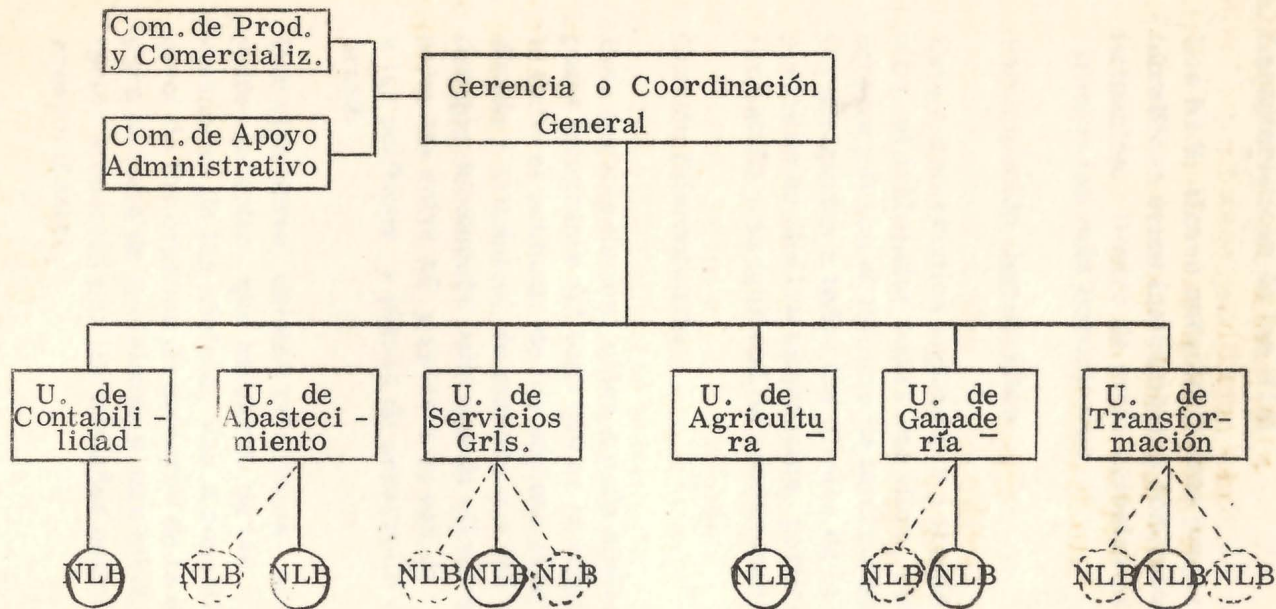 Com. de Prod.
y Comercializ.
Gerencia o Coordinación
General
Com. de Apoyo
Administrativo
U. de
Contabili -
lidad
U. de
Abasteci -
miento
U. de
Servicios
Grls.
U. de
Agricultu
ra
U. de
Ganade
ría
U. de
Transfor-
mación
NLB
NLB
NLB
NLB
NLB
NLB
NLB
NLB
NLB
NLB
NLB
NLB